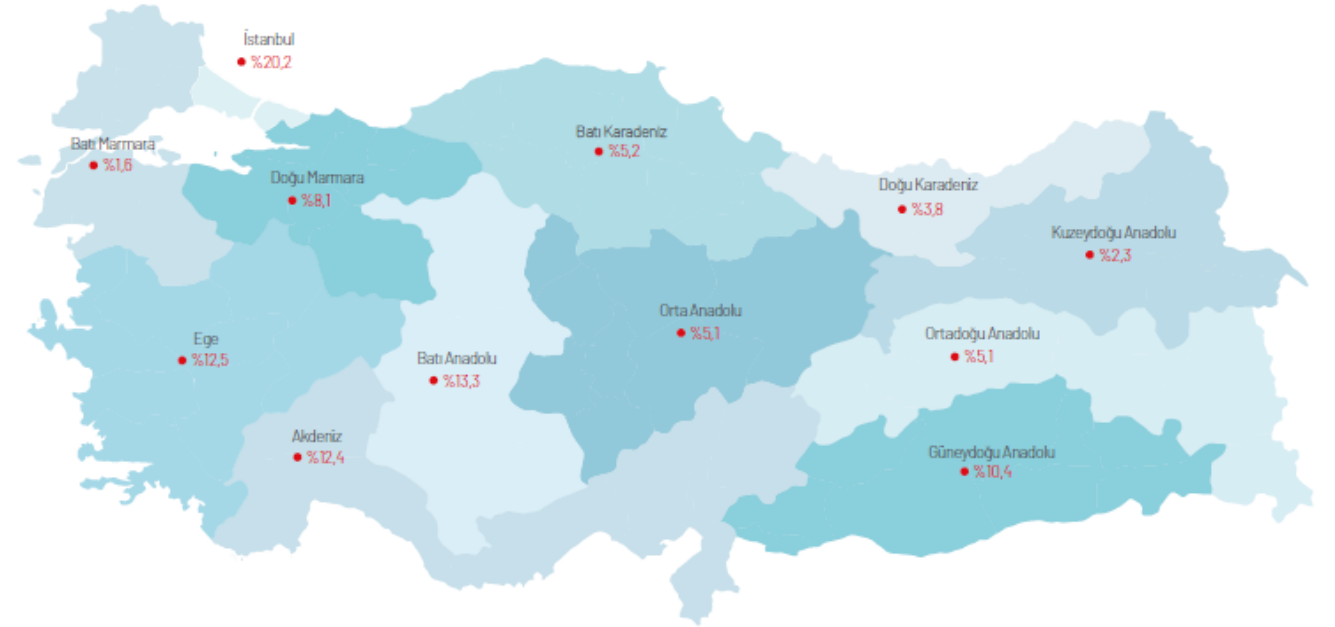 İstanbul
%20,2
Batı Marmara
%1,6
Doğu Marmara
%8,1
Batı Karadeniz
%5,2
Doğu Karadeniz
%3,8
Kuzeydoğu Anadolu
%2,3
Orta Anadolu
%5,1
Ortadoğu Anadolu
%5,1
Ege
%12,5
Batı Anadolu
%13,3
Akdeniz
%12,4
Güneydoğu Anadolu
%10,4